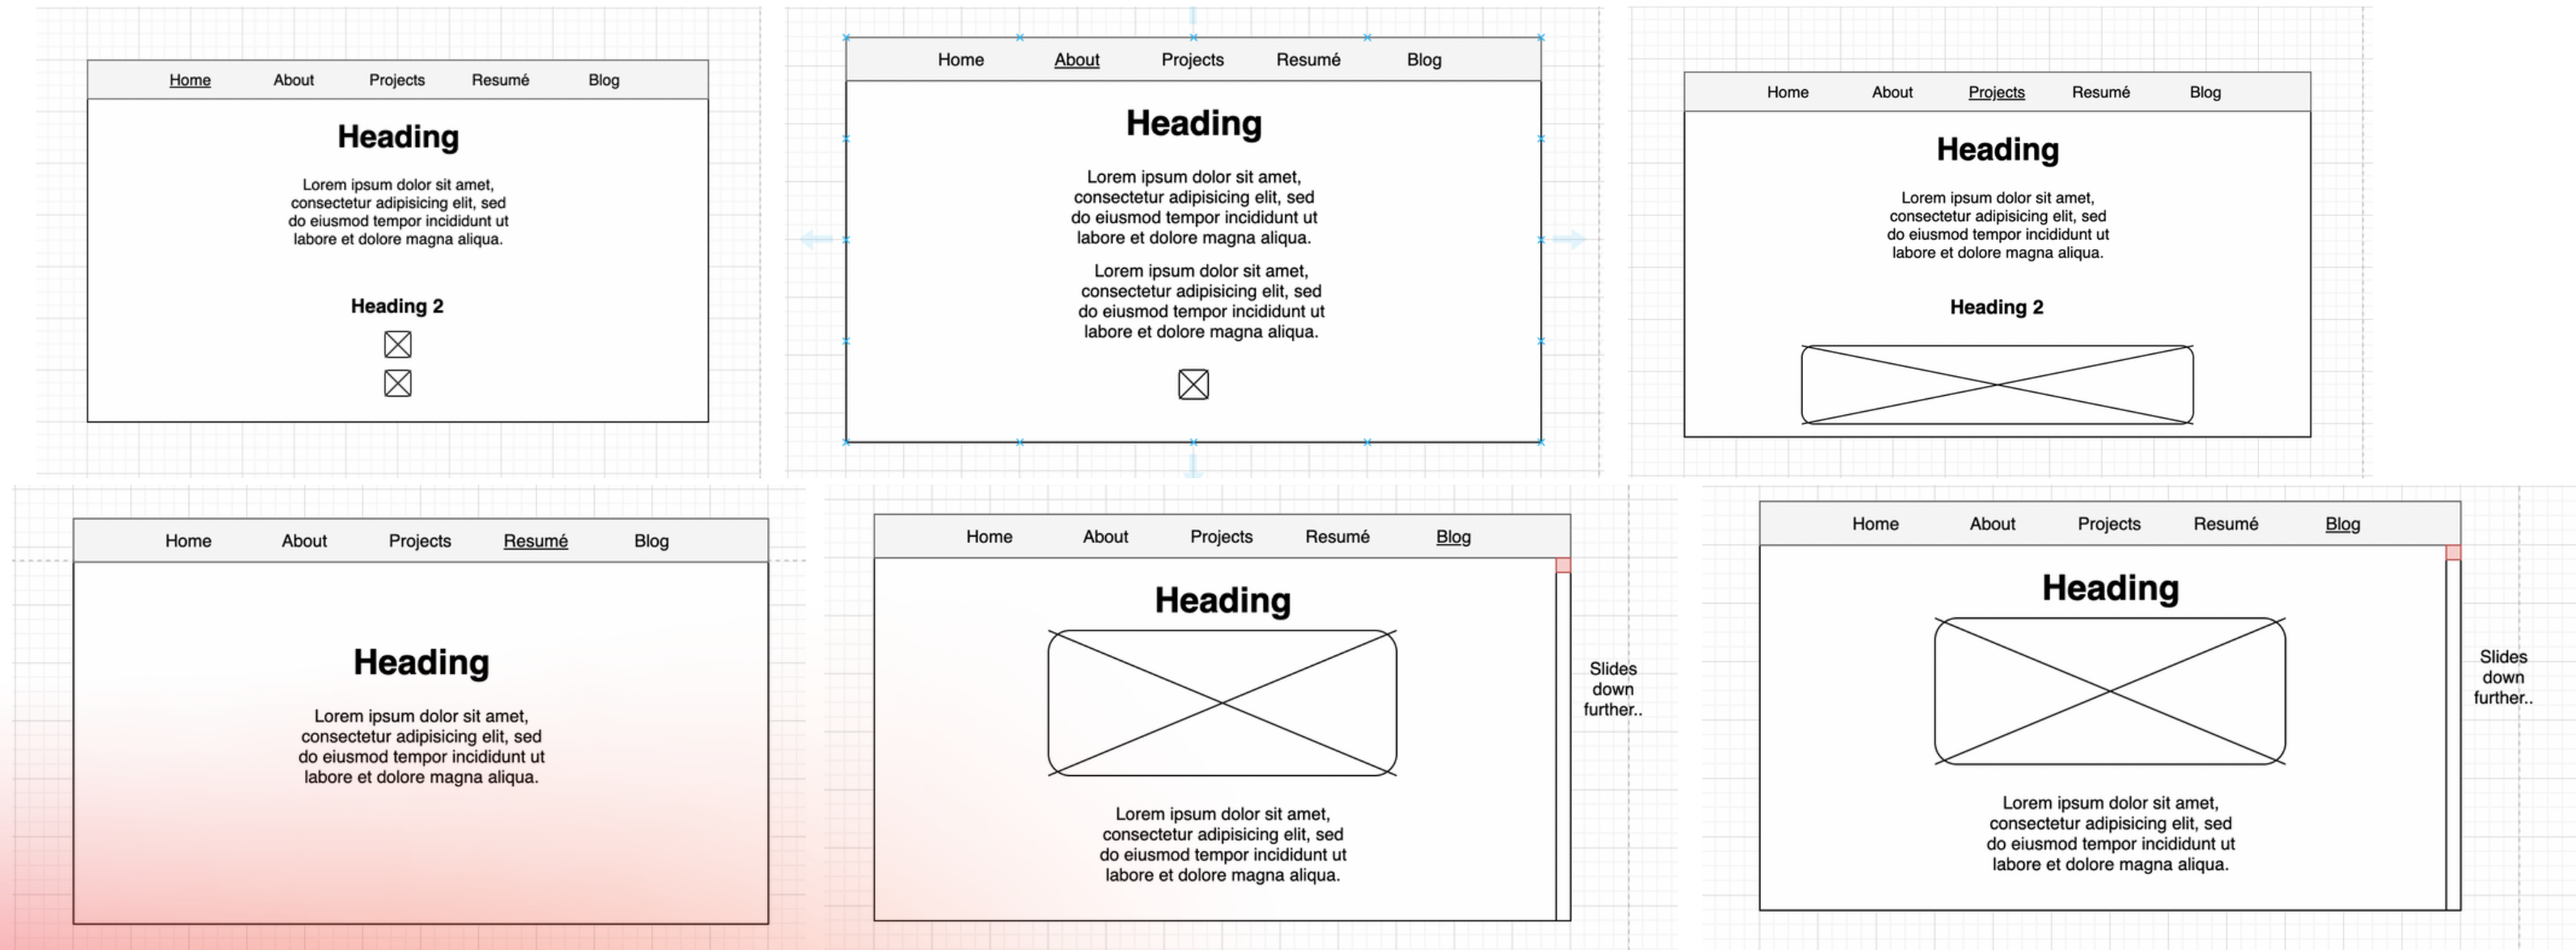 Home About Projects Resumé Blog
Heading
Lorem ipsum dolor sit amet,
consectetur adipisicing elit, sed
do eiusmod tempor incididunt ut
labore et dolore magna aliqua.
Heading 2
Home About Projects Resumé Blog
Heading
Lorem ipsum dolor sit amet,
consectetur adipisicing elit, sed
do eiusmod tempor incididunt ut
labore et dolore magna aliqua.
Lorem ipsum dolor sit amet,
consectetur adipisicing elit, sed
do eiusmod tempor incididunt ut
labore et dolore magna aliqua.
Home About Projects Resumé Blog
Heading
Lorem ipsum dolor sit amet,
consectetur adipisicing elit, sed
do eiusmod tempor incididunt ut
labore et dolore magna aliqua.
Heading 2
Home About Projects Resumé Blog
Heading
Lorem ipsum dolor sit amet,
consectetur adipisicing elit, sed
do eiusmod tempor incididunt ut
labore et dolore magna aliqua.
Home About Projects Resumé Blog
Heading
Slides
down
further..
Lorem ipsum dolor sit amet,
consectetur adipisicing elit, sed
do eiusmod tempor incididunt ut
labore et dolore magna aliqua.
Home About Projects Resumé Blog
Heading
Slides
down
further..
Lorem ipsum dolor sit amet,
consectetur adipisicing elit, sed
do eiusmod tempor incididunt ut
labore et dolore magna aliqua.